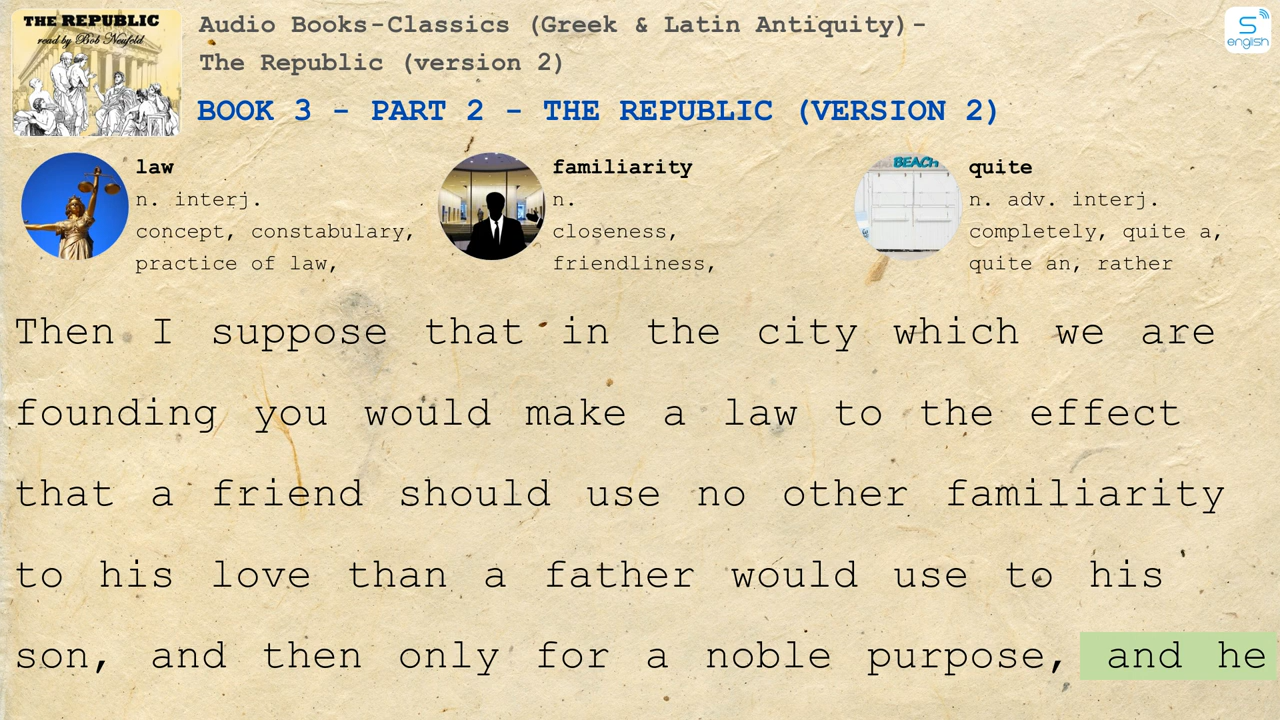 THE REPUBLIC
read by Bob Neufeld
Audio Books-Classics (Greek & Latin Antiquity)-
The Republic (version 2)
S
english
BOOK 3 - PART 2 - THE REPUBLIC (VERSION 2)
law
n. interj.
concept, constabulary,
practice of law,
familiarity
n.
closeness,
friendliness,
BEACH
quite
n. adv. interj.
completely, quite a,
quite an, rather
Then I suppose that in the city which we are
founding you would make a law to the effect
that a friend should use no other familiarity
to his love than a father would use to his
son, and then only for a noble purpose, and he